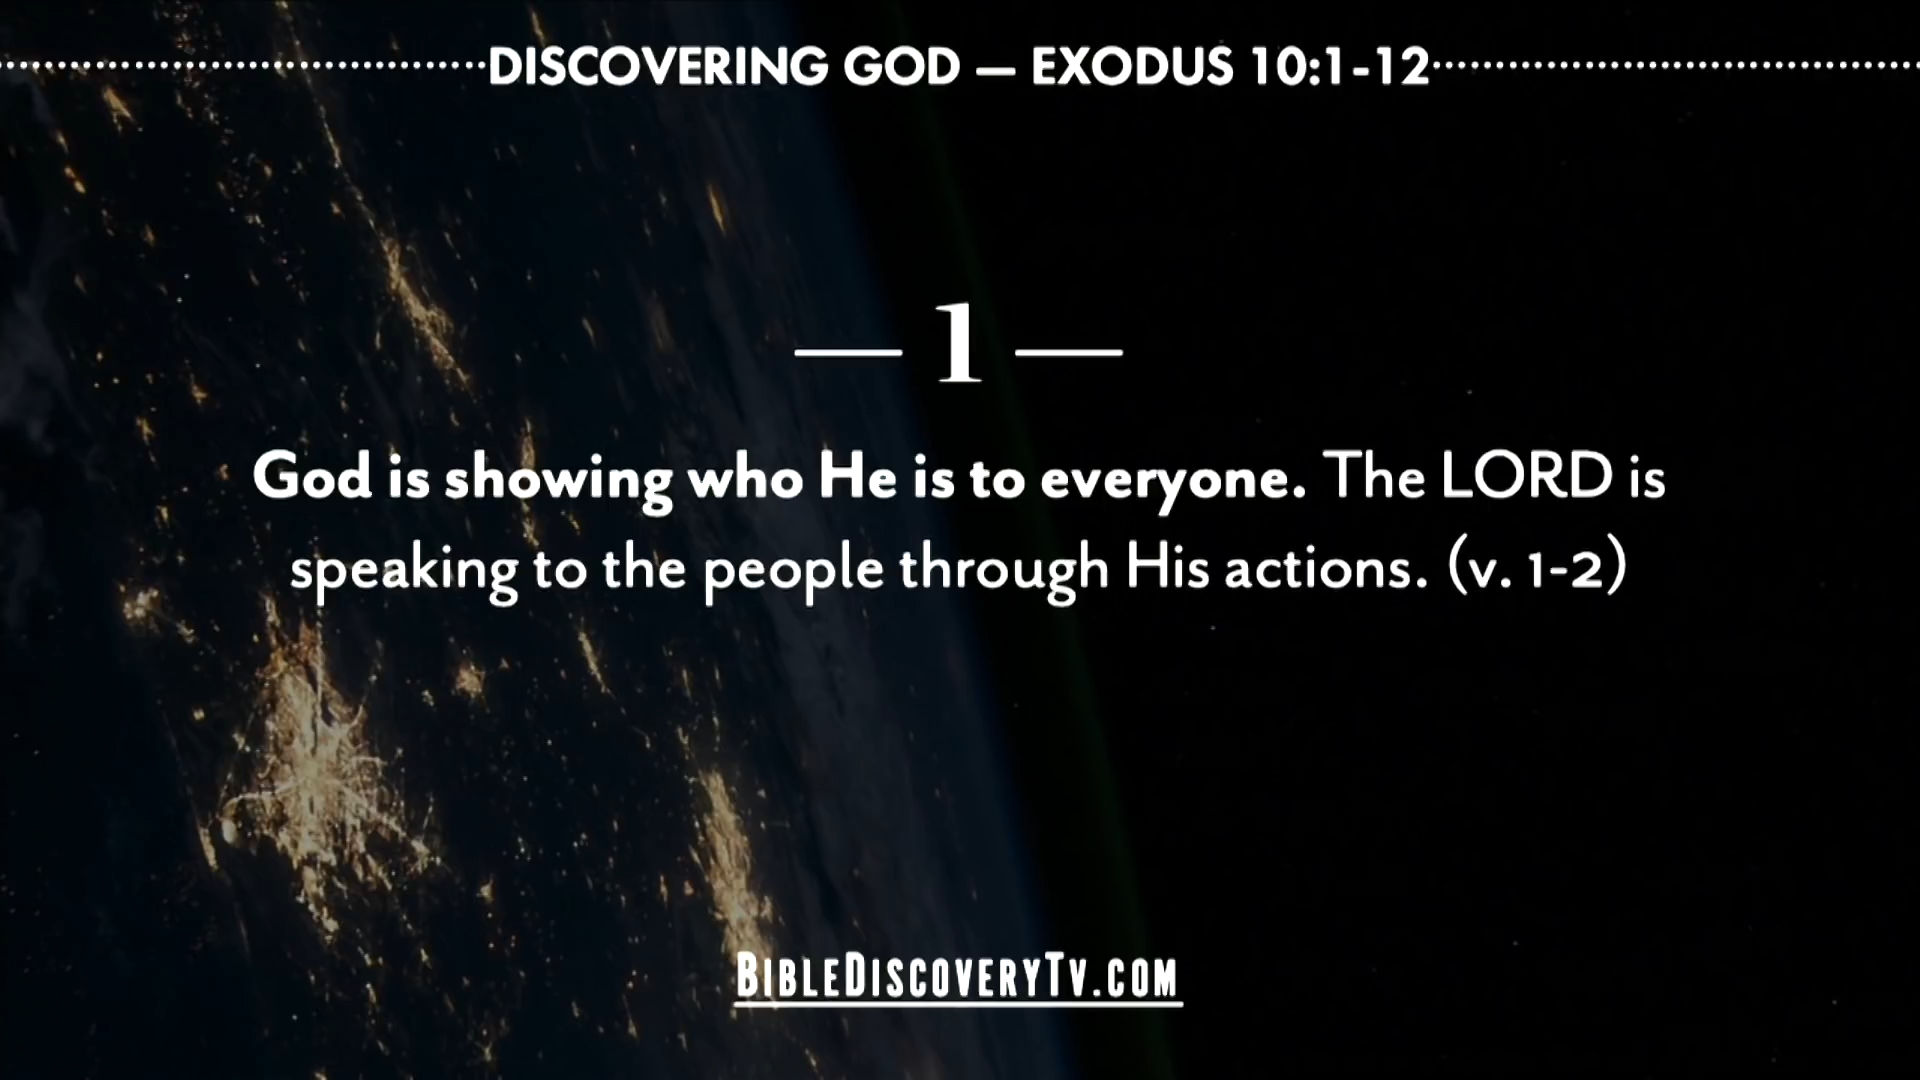 DISCOVERING GOD — EXODUS 10:1-12
— 1 —
God is showing who He is to everyone. The LORD is
speaking to the people through His actions. (v. 1-2)
BIBLEDISCOVERYTV.COM